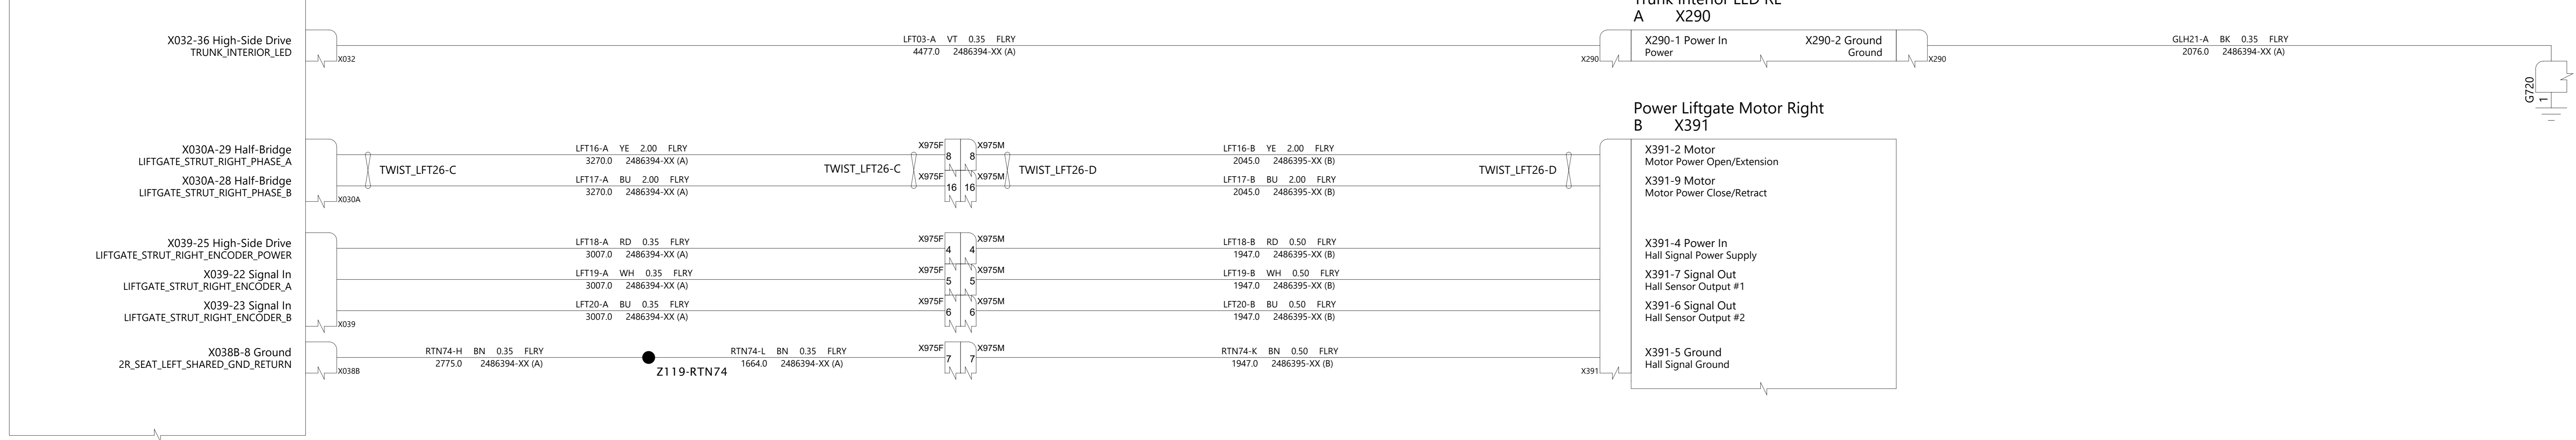 Trunk Interior LED RL
A X290
X032-36 High-Side Drive
TRUNK_INTERIOR_LED
X032
LFT03-A VT 0.35 FLRY
4477.0 2486394-XX (A)
X290
X290-1 Power In
Power
X290-2 Ground
Ground
X290
GLH21-A BK 0.35 FLRY
2076.0 2486394-XX (A)
G720
1
Power Liftgate Motor Right
B X391
X030A-29 Half-Bridge
LIFTGATE_STRUT_RIGHT_PHASE_A
X030A-28 Half-Bridge
LIFTGATE_STRUT_RIGHT_PHASE_B
X030A
TWIST_LFT26-C
LFT16-A YE 2.00 FLRY
3270.0 2486394-XX (A)
LFT17-A BU 2.00 FLRY
3270.0 2486394-XX (A)
TWIST_LFT26-C
X975F 8 8 X975M
X975F 16 16 X975M
TWIST_LFT26-D
LFT16-B YE 2.00 FLRY
2045.0 2486395-XX (B)
LFT17-B BU 2.00 FLRY
2045.0 2486395-XX (B)
TWIST_LFT26-D
X391-2 Motor
Motor Power Open/Extension
X391-9 Motor
Motor Power Close/Retract
X039-25 High-Side Drive
LIFTGATE_STRUT_RIGHT_ENCODER_POWER
X039-22 Signal In
LIFTGATE_STRUT_RIGHT_ENCODER_A
X039-23 Signal In
LIFTGATE_STRUT_RIGHT_ENCODER_B
X039
LFT18-A RD 0.35 FLRY
3007.0 2486394-XX (A)
LFT19-A WH 0.35 FLRY
3007.0 2486394-XX (A)
LFT20-A BU 0.35 FLRY
3007.0 2486394-XX (A)
X975F 4 4 X975M
X975F 5 5 X975M
X975F 6 6 X975M
LFT18-B RD 0.50 FLRY
1947.0 2486395-XX (B)
LFT19-B WH 0.50 FLRY
1947.0 2486395-XX (B)
LFT20-B BU 0.50 FLRY
1947.0 2486395-XX (B)
X391-4 Power In
Hall Signal Power Supply
X391-7 Signal Out
Hall Sensor Output #1
X391-6 Signal Out
Hall Sensor Output #2
X038B-8 Ground
2R_SEAT_LEFT_SHARED_GND_RETURN
X038B
RTN74-H BN 0.35 FLRY
2775.0 2486394-XX (A)
Z119-RTN74
RTN74-L BN 0.35 FLRY
1664.0 2486394-XX (A)
X975F 7 7 X975M
RTN74-K BN 0.50 FLRY
1947.0 2486395-XX (B)
X391
X391-5 Ground
Hall Signal Ground